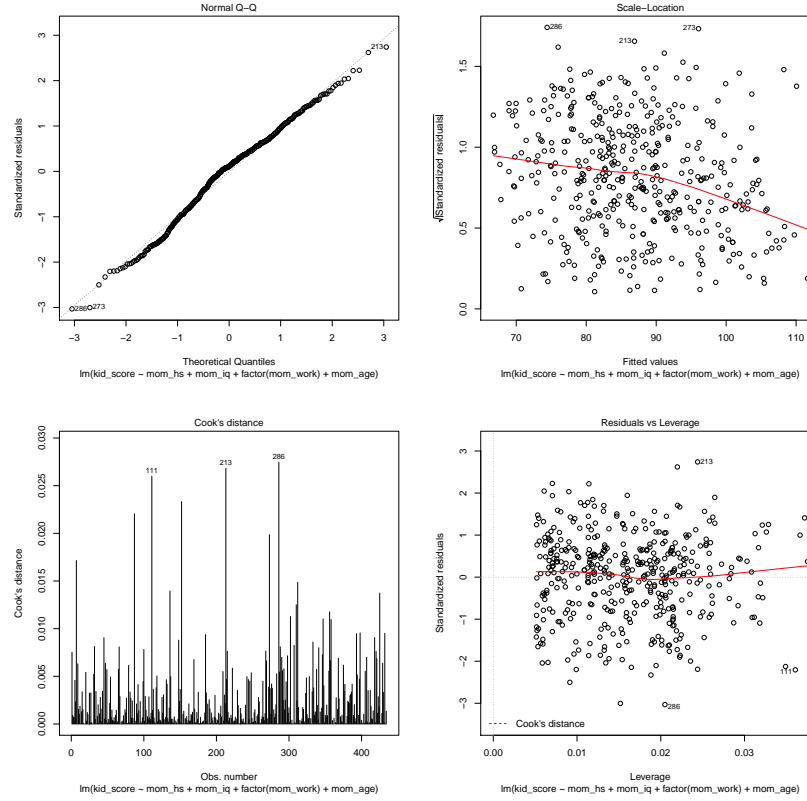 Normal Q−Q
Standardized residuals
3
2
1
0
−1
−2
−3
213
286
273
−3 −2 −1 0 1 2 3
Theoretical Quantiles
lm(kid_score ~ mom_hs + mom_iq + factor(mom_work) + mom_age)
Scale−Location
√|Standardized residuals|
1.5
1.0
0.5
0.0
286
213
273
70 80 90 100 110
Fitted values
lm(kid_score ~ mom_hs + mom_iq + factor(mom_work) + mom_age)
Cook's distance
Cook's distance
0.030
0.025
0.020
0.015
0.010
0.005
0.000
111
213
286
0 100 200 300 400
Obs. number
lm(kid_score ~ mom_hs + mom_iq + factor(mom_work) + mom_age)
Residuals vs Leverage
Standardized residuals
3
2
1
0
−1
−2
−3
213
111
286
Cook's distance
0.00 0.01 0.02 0.03
Leverage
lm(kid_score ~ mom_hs + mom_iq + factor(mom_work) + mom_age)